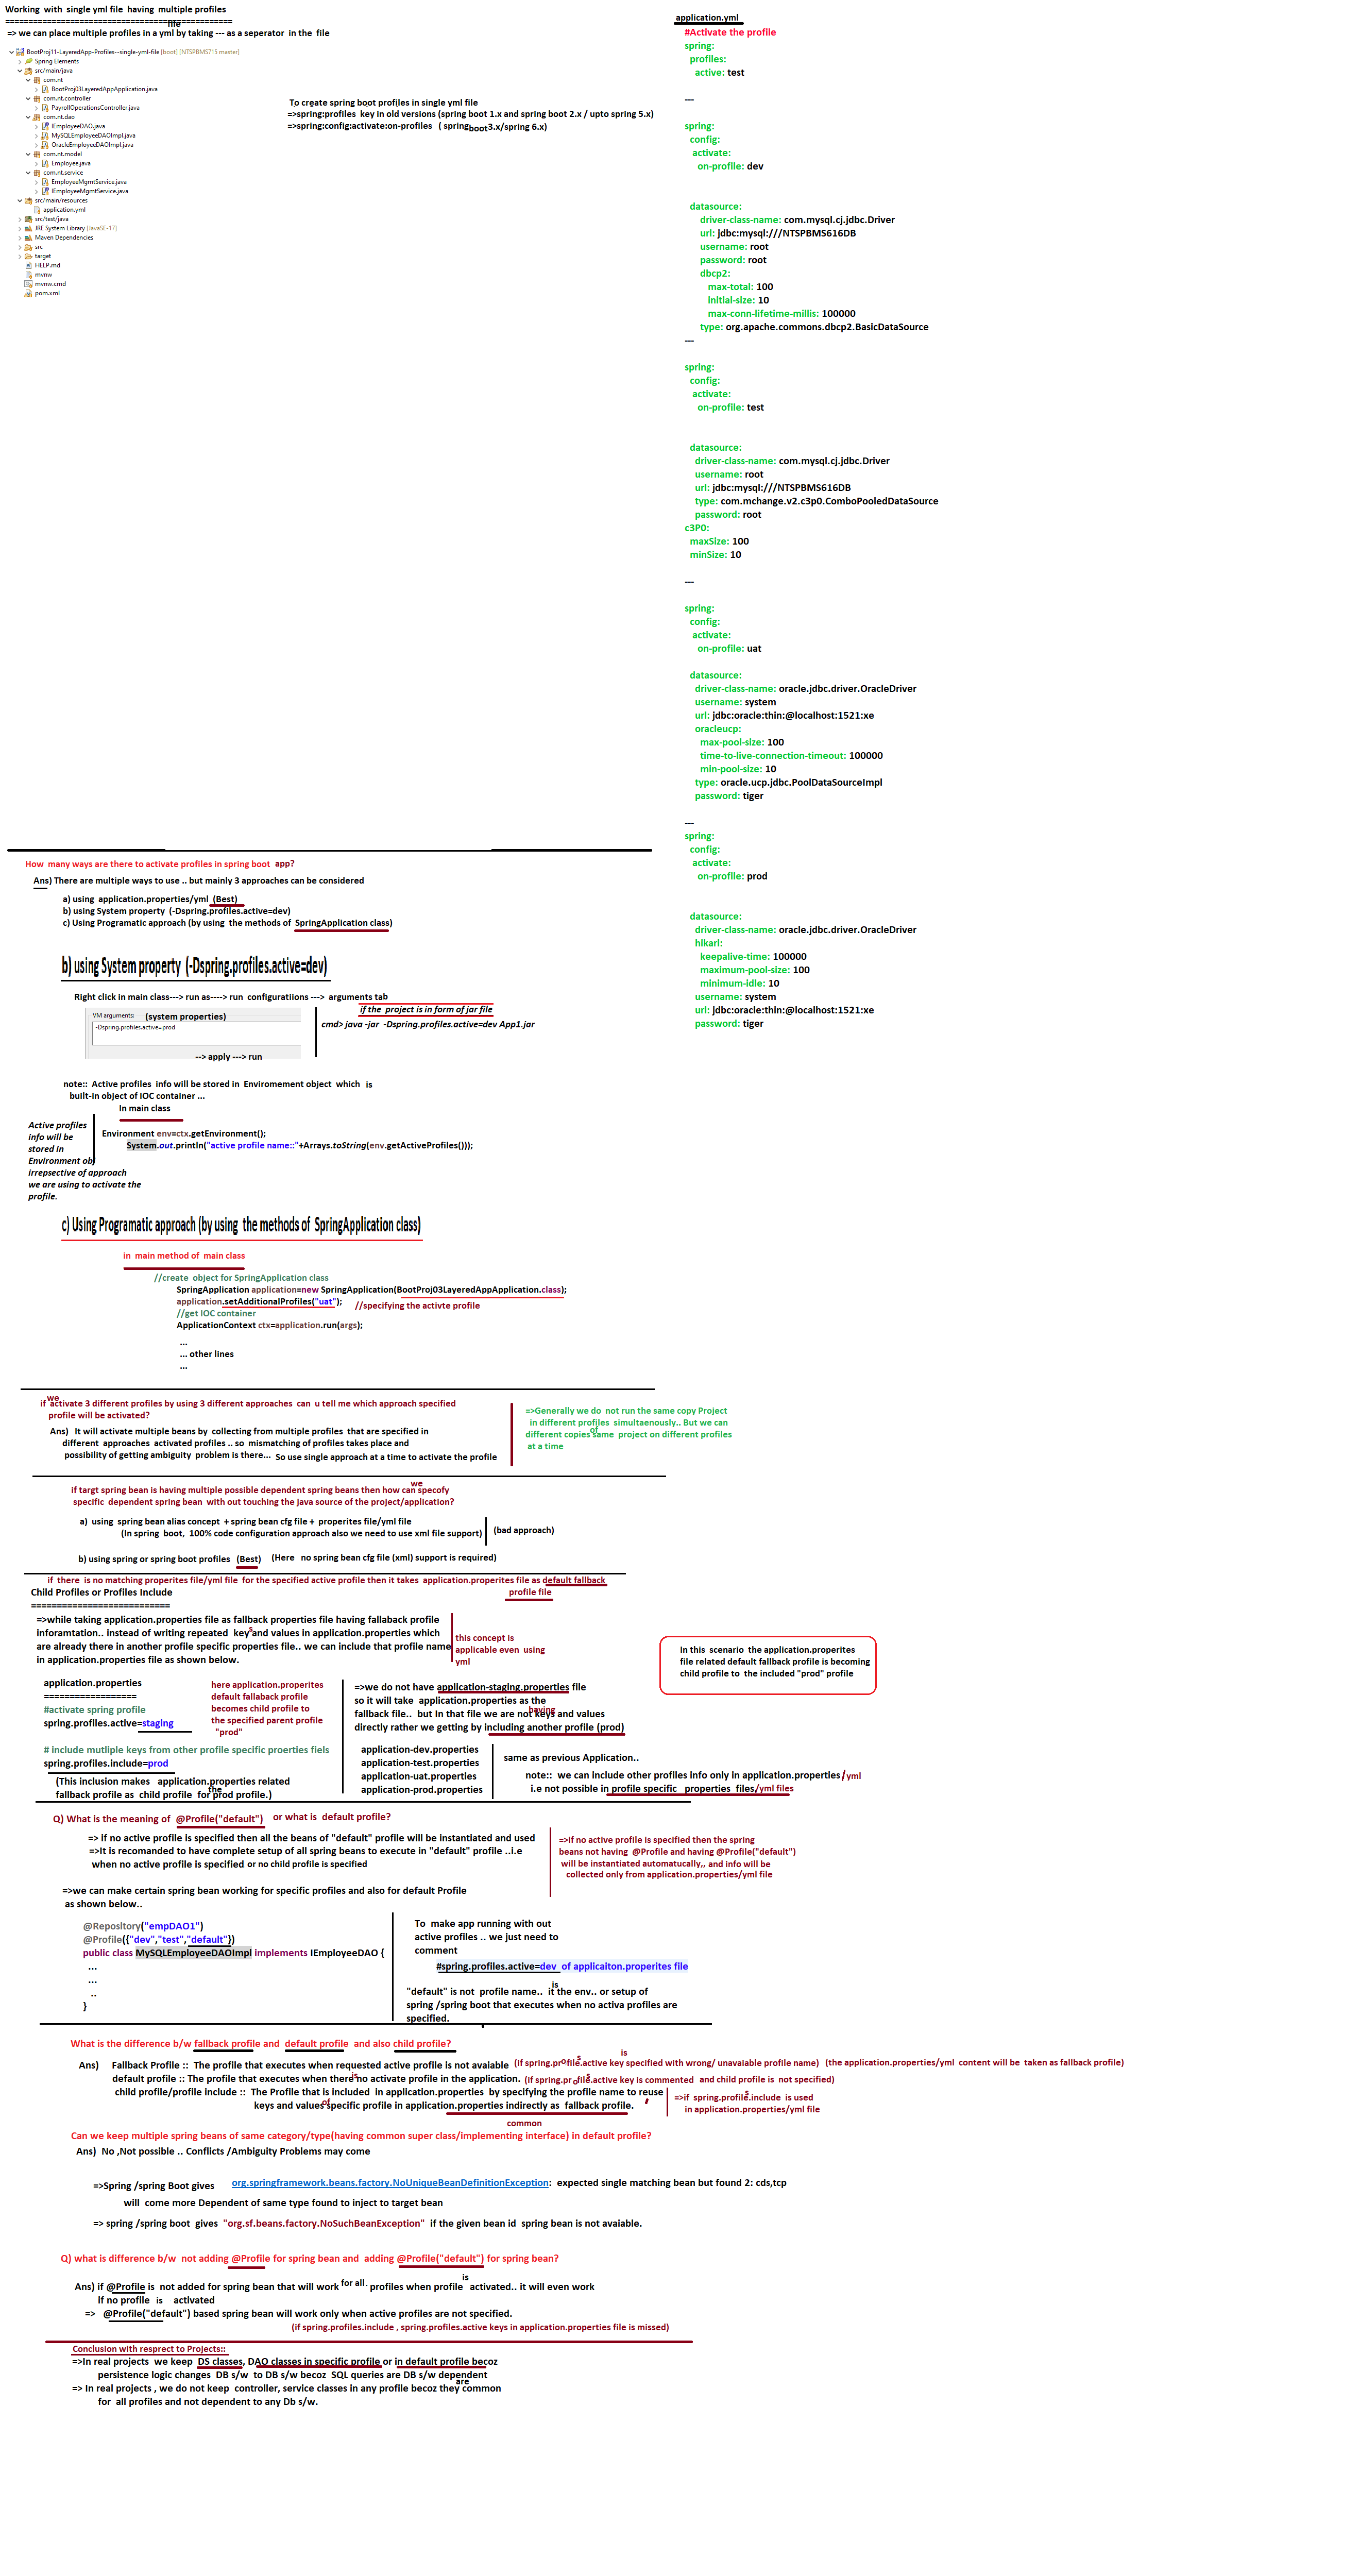 Working with single yml file having multiple profiles
=================================================
file
=> we can place multiple profiles in a yml by taking --- as a seperator in the file
BootProj11-LayeredApp-Profiles--single-yml-file [boot] [NTSPBMS715 master]
Spring Elements
src/main/java
com.nt
BootProj03LayeredAppApplication.java
com.nt.controller
PayrollOperationsController.java
com.nt.dao
IEmployeeDAO.java
MySQLEmployeeDAOImpl.java
OracleEmployeeDAOImpl.java
com.nt.model
Employee.java
com.nt.service
EmployeeMgmtService.java
IEmployeeMgmtService.java
src/main/resources
application.yml
src/test/java
JRE System Library [JavaSE-17]
Maven Dependencies
src
target
HELP.md
mvnw
mvnw.cmd
pom.xml
To create spring boot profiles in single yml file
=>spring:profiles key in old versions (spring boot 1.x and spring boot 2.x / upto spring 5.x)
=>spring:config:activate:on-profiles ( spring boot 3.x/spring 6.x)
application.yml
#Activate the profile
spring:
profiles:
active: test
---
spring:
config:
activate:
on-profile: dev
datasource:
driver-class-name: com.mysql.cj.jdbc.Driver
url: jdbc:mysql:///NTSPBMS616DB
username: root
password: root
dbcp2:
max-total: 100
initial-size: 10
max-conn-lifetime-millis: 100000
type: org.apache.commons.dbcp2.BasicDataSource
---
spring:
config:
activate:
on-profile: test
datasource:
driver-class-name: com.mysql.cj.jdbc.Driver
username: root
url: jdbc:mysql:///NTSPBMS616DB
type: com.mchange.v2.c3p0.ComboPooledDataSource
password: root
c3P0:
maxSize: 100
minSize: 10
---
spring:
config:
activate:
on-profile: uat
datasource:
driver-class-name: oracle.jdbc.driver.OracleDriver
username: system
url: jdbc:oracle:thin:@localhost:1521:xe
oracleucp:
max-pool-size: 100
time-to-live-connection-timeout: 100000
min-pool-size: 10
type: oracle.ucp.jdbc.PoolDataSourceImpl
password: tiger
---
spring:
config:
activate:
on-profile: prod
datasource:
driver-class-name: oracle.jdbc.driver.OracleDriver
hikari:
keepalive-time: 100000
maximum-pool-size: 100
minimum-idle: 10
username: system
url: jdbc:oracle:thin:@localhost:1521:xe
password: tiger
How many ways are there to activate profiles in spring boot app?
Ans) There are multiple ways to use .. but mainly 3 approaches can be considered
a) using application.properties/yml (Best)
b) using System property (-Dspring.profiles.active=dev)
c) Using Programatic approach (by using the methods of SpringApplication class)
b) using System property (-Dspring.profiles.active=dev)
Right click in main class---> run as----> run configuratiions ---> arguments tab
VM arguments: (system properties)
-Dspring.profiles.active=prod
--> apply ---> run
if the project is in form of jar file
cmd> java -jar -Dspring.profiles.active=dev App1.jar
note:: Active profiles info will be stored in Enviromement object which is
built-in object of IOC container ...
In main class
Active profiles
info will be
stored in
Environment obj
irrepsective of approach
we are using to activate the
profile.
Environment env=ctx.getEnvironment();
System.out.println("active profile name::"+Arrays.toString(env.getActiveProfiles()));
c) Using Programatic approach (by using the methods of SpringApplication class)
in main method of main class
//create object for SpringApplication class
SpringApplication application=new SpringApplication(BootProj03LayeredAppApplication.class);
application.setAdditionalProfiles("uat"); //specifying the activte profile
//get IOC container
ApplicationContext ctx=application.run(args);
...
... other lines
...
we
if activate 3 different profiles by using 3 different approaches can u tell me which approach specified
profile will be activated?
Ans) It will activate multiple beans by collecting from multiple profiles that are specified in
different approaches activated profiles .. so mismatching of profiles takes place and
possibility of getting ambiguity problem is there... So use single approach at a time to activate the profile
=>Generally we do not run the same copy Project
in different profiles simultaenously.. But we can
of
different copies same project on different profiles
at a time
we
if targt spring bean is having multiple possible dependent spring beans then how can specofy
specific dependent spring bean with out touching the java source of the project/application?
a) using spring bean alias concept + spring bean cfg file + properites file/yml file
(In spring boot, 100% code configuration approach also we need to use xml file support) (bad approach)
b) using spring or spring boot profiles (Best) (Here no spring bean cfg file (xml) support is required)
if there is no matching properites file/yml file for the specified active profile then it takes application.properites file as default fallback
profile file
Child Profiles or Profiles Include
===========================
=>while taking application.properties file as fallback properties file having fallaback profile
inforamtation.. instead of writing repeated keys and values in application.properties which
are already there in another profile specific properties file.. we can include that profile name
in application.properties file as shown below.
this concept is
applicable even using
yml
In this scenario the application.properites
file related default fallback profile is becoming
child profile to the included "prod" profile
application.properties
==================
#activate spring profile
spring.profiles.active=staging
# include mutliple keys from other profile specific proerties fiels
spring.profiles.include=prod
(This inclusion makes application.properties related
the
fallback profile as child profile for prod profile.)
here application.properites
default fallaback profile
becomes child profile to
the specified parent profile
"prod"
=>we do not have application-staging.properties file
so it will take application.properties as the
having
fallback file.. but In that file we are not keys and values
directly rather we getting by including another profile (prod)
application-dev.properties
application-test.properties
application-uat.properties
application-prod.properties
same as previous Application..
note:: we can include other profiles info only in application.properties/yml
i.e not possible in profile specific properties files/yml files
Q) What is the meaning of @Profile("default") or what is default profile?
=> if no active profile is specified then all the beans of "default" profile will be instantiated and used
=>It is recomanded to have complete setup of all spring beans to execute in "default" profile ..i.e
when no active profile is specified or no child profile is specified
=>if no active profile is specified then the spring
beans not having @Profile and having @Profile("default")
will be instantiated automatucally,, and info will be
collected only from application.properties/yml file
=>we can make certain spring bean working for specific profiles and also for default Profile
as shown below..
@Repository("empDAO1")
@Profile({"dev","test","default"})
public class MySQLEmployeeDAOImpl implements IEmployeeDAO {
...
...
..
}
To make app running with out
active profiles .. we just need to
comment
#spring.profiles.active=dev of applicaiton.properites file
is
"default" is not profile name.. it the env.. or setup of
spring /spring boot that executes when no activa profiles are
specified.
What is the difference b/w fallback profile and default profile and also child profile?
is
Ans) Fallback Profile :: The profile that executes when requested active profile is not avaiable (if spring.profiles.active key specified with wrong/ unavaiable profile name) (the application.properties/yml content will be taken as fallback profile)
is
default profile :: The profile that executes when there no activate profile in the application. (if spring.profiles.active key is commented and child profile is not specified)
child profile/profile include :: The Profile that is included in application.properties by specifying the profile name to reuse
of
keys and values specific profile in application.properties indirectly as fallback profile.
=>if spring.profiles.include is used
in application.properties/yml file
common
Can we keep multiple spring beans of same category/type(having common super class/implementing interface) in default profile?
Ans) No ,Not possible .. Conflicts /Ambiguity Problems may come
=>Spring /spring Boot gives org.springframework.beans.factory.NoUniqueBeanDefinitionException: expected single matching bean but found 2: cds,tcp
will come more Dependent of same type found to inject to target bean
=> spring /spring boot gives "org.sf.beans.factory.NoSuchBeanException" if the given bean id spring bean is not avaiable.
Q) what is difference b/w not adding @Profile for spring bean and adding @Profile("default") for spring bean?
is
Ans) if @Profile is not added for spring bean that will work for all profiles when profile activated.. it will even work
if no profile is activated
=> @Profile("default") based spring bean will work only when active profiles are not specified.
(if spring.profiles.include , spring.profiles.active keys in application.properties file is missed)
Conclusion with resprect to Projects::
=>In real projects we keep DS classes, DAO classes in specific profile or in default profile becoz
persistence logic changes DB s/w to DB s/w becoz SQL queries are DB s/w dependent
are
=> In real projects , we do not keep controller, service classes in any profile becoz they common
for all profiles and not dependent to any Db s/w.